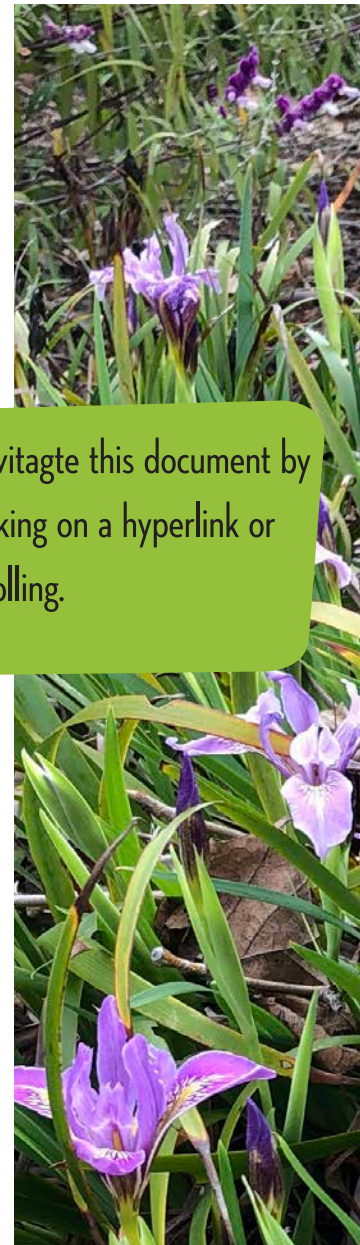 vitagte this document by
king on a hyperlink or
olling.